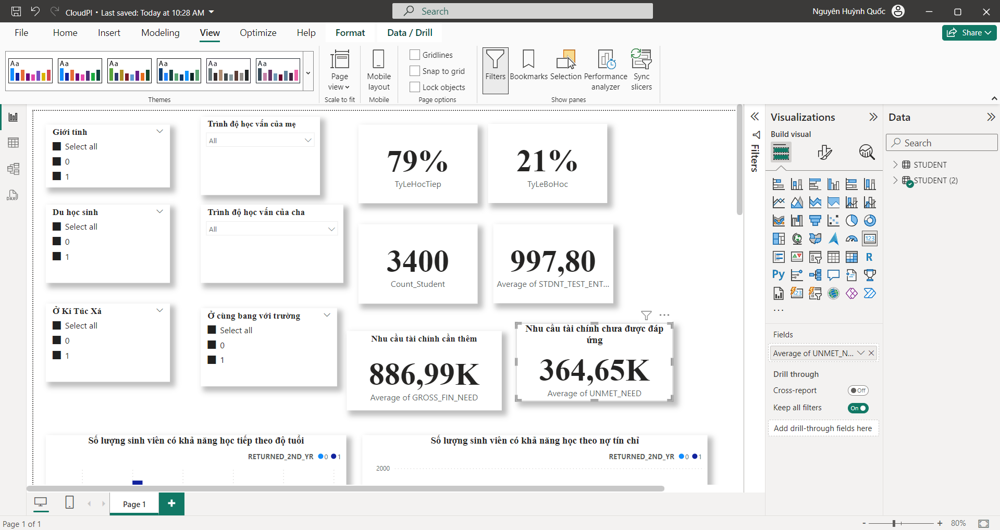 CloudPI • Last saved: Today at 10:28 AM
Search
Nguyên Huỳnh Quốc
File
Home
Insert
Modeling
View
Optimize
Help
Format
Data / Drill
Share
Aa
Aa
Aa
Aa
Aa
Aa
Themes
Page
view
Scale to fit
Mobile
layout
Mobile
Gridlines
Snap to grid
Lock objects
Page options
Filters
Bookmarks
Selection
Performance
analyzer
Sync
slicers
Show panes
DAX
Giới tính
Select all
0
1
Trình độ học vấn của mẹ
All
79%
TyLeHocTiep
21%
TyLeBoHoc
Du học sinh
Select all
0
1
Trình độ học vấn của cha
All
3400
Count_Student
997,80
Average of STDNT_TEST_ENT...
Ở Kí Túc Xá
Select all
0
1
Ở cùng bang với trường
Select all
0
1
Nhu cầu tài chính cần thêm
886,99K
Average of GROSS_FIN_NEED
Nhu cầu tài chính chưa được đáp
ứng
364,65K
Average of UNMET_NEED
Số lượng sinh viên có khả năng học tiếp theo độ tuổi
RETURNED_2ND_YR 0 1
Số lượng sinh viên có khả năng học theo nợ tín chỉ
RETURNED_2ND_YR 0 1
2000
Filters
Visualizations
Build visual
123
R
Py
123
...
Fields
Average of UNMET_N...
Drill through
Cross-report
Off
Keep all filters
On
Add drill-through fields here
Data
Search
STUDENT
STUDENT (2)
Page 1
+
Page 1 of 1
- + 80%